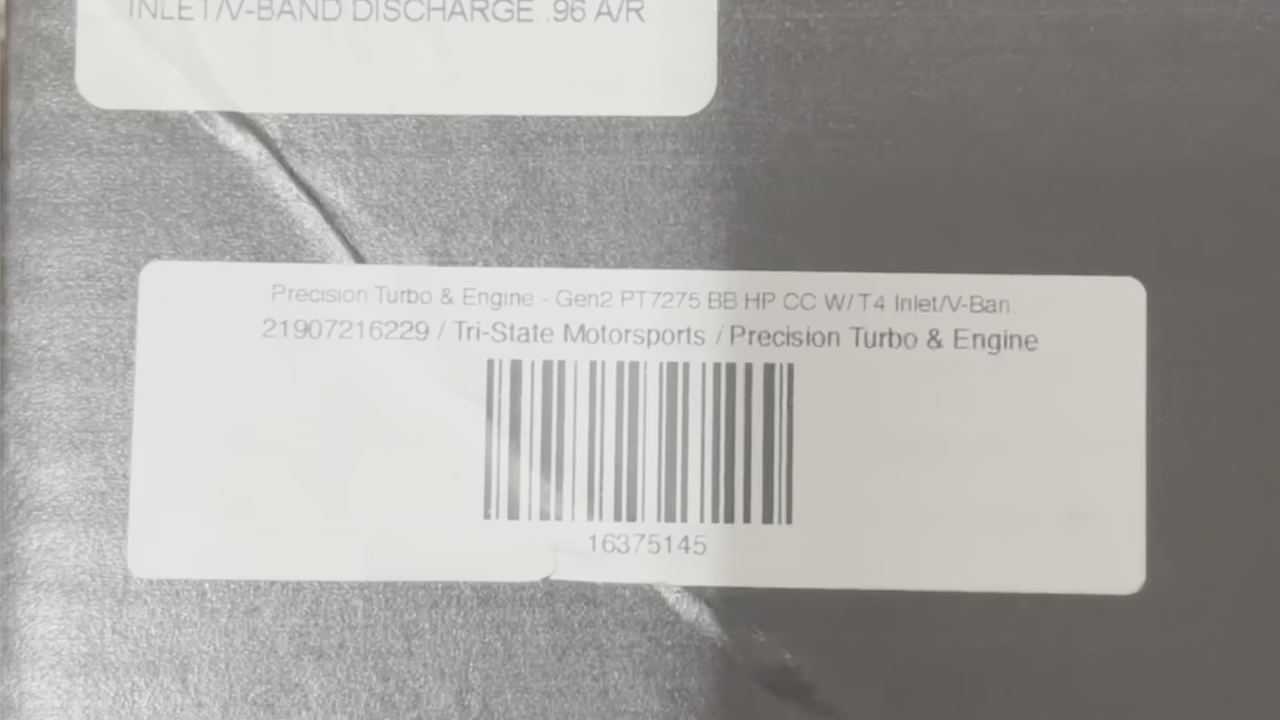 INLET/V-BAND DISCHARGE .96 A/R
Precision Turbo & Engine - Gen2 PT7275 BB HP CC W/ T4 Inlet/V-Ban
21907216229 / Tri-State Motorsports / Precision Turbo & Engine
16375145